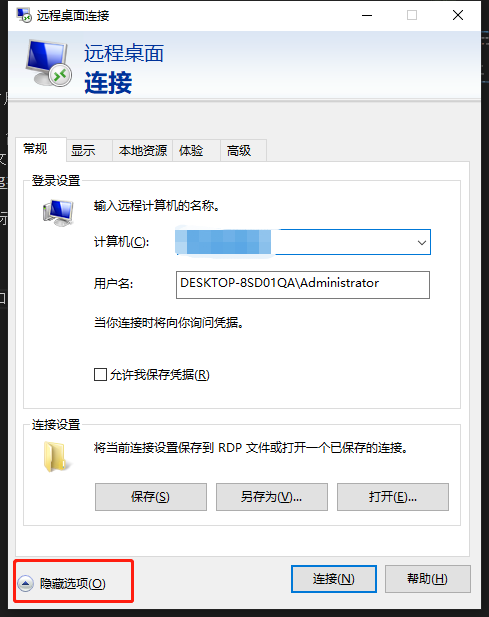 远程桌面连接
远程桌面
连接
常规 显示 本地资源 体验 高级
登录设置
输入远程计算机的名称。
计算机(C):
用户名: DESKTOP-8SD01QA\Administrator
当你连接时将向你询问凭据。
允许我保存凭据(R)
连接设置
将当前连接设置保存到 RDP 文件或打开一个已保存的连接。
保存(S) 另存为(V)... 打开(E)...
隐藏选项(O) 连接(N) 帮助(H)